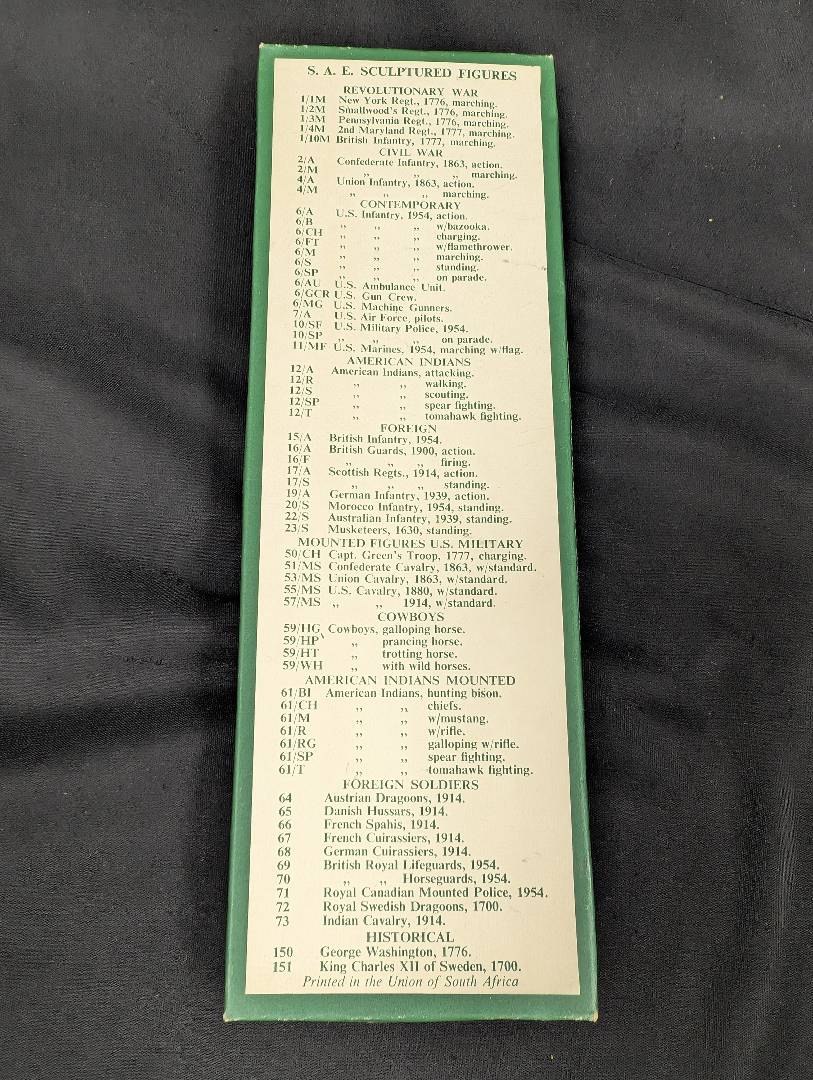 S. A. E. SCULPTURED FIGURES
REVOLUTIONARY WAR
1/1M New York Regt., 1776, marching.
1/2M Smallwood's Regt., 1776, marching.
1/3M Pennsylvania Regt., 1776, marching.
1/4M 2nd Maryland Regt., 1777, marching.
1/10M British Infantry, 1777, marching.
CIVIL WAR
2/A Confederate Infantry, 1863, action.
2/M ,, ,, ,, marching.
4/A Union Infantry, 1863, action.
4/M ,, ,, ,, marching.
CONTEMPORARY
6/A U.S. Infantry, 1954, action.
6/B ,, ,, ,, w/bazooka.
6/CH ,, ,, ,, charging.
6/FT ,, ,, ,, w/flamethrower.
6/M ,, ,, ,, marching.
6/S ,, ,, ,, standing.
6/SP ,, ,, ,, on parade.
6/AU U.S. Ambulance Unit.
6/GCR U.S. Gun Crew.
6/MG U.S. Machine Gunners.
7/A U.S. Air Force, pilots.
10/SF U.S. Military Police, 1954.
10/SP ,, ,, ,, on parade.
11/MF U.S. Marines, 1954, marching w/flag.
AMERICAN INDIANS
12/A American Indians, attacking.
12/R ,, ,, walking.
12/S ,, ,, scouting.
12/SP ,, ,, spear fighting.
12/T ,, ,, tomahawk fighting.
FOREIGN
15/A British Infantry, 1954.
16/A British Guards, 1900, action.
16/F ,, ,, ,, firing.
17/A Scottish Regts., 1914, action.
17/S ,, ,, ,, standing.
19/A German Infantry, 1939, action.
20/S Morocco Infantry, 1954, standing.
22/S Australian Infantry, 1939, standing.
23/S Musketeers, 1630, standing.
MOUNTED FIGURES U.S. MILITARY
50/CH Capt. Green's Troop, 1777, charging.
51/MS Confederate Cavalry, 1863, w/standard.
53/MS Union Cavalry, 1863, w/standard.
55/MS U.S. Cavalry, 1880, w/standard.
57/MS ,, ,, 1914, w/standard.
COWBOYS
59/HG Cowboys, galloping horse.
59/HP ,, prancing horse.
59/HT ,, trotting horse.
59/WH ,, with wild horses.
AMERICAN INDIANS MOUNTED
61/BI American Indians, hunting bison.
61/CH ,, ,, chiefs.
61/M ,, ,, w/mustang.
61/R ,, ,, w/rifle.
61/RG ,, ,, galloping w/rifle.
61/SP ,, ,, spear fighting.
61/T ,, ,, tomahawk fighting.
FOREIGN SOLDIERS
64 Austrian Dragoons, 1914.
65 Danish Hussars, 1914.
66 French Spahis, 1914.
67 French Cuirassiers, 1914.
68 German Cuirassiers, 1914.
69 British Royal Lifeguards, 1954.
70 ,, ,, Horseguards, 1954.
71 Royal Canadian Mounted Police, 1954.
72 Royal Swedish Dragoons, 1700.
73 Indian Cavalry, 1914.
HISTORICAL
150 George Washington, 1776.
151 King Charles XII of Sweden, 1700.
Printed in the Union of South Africa